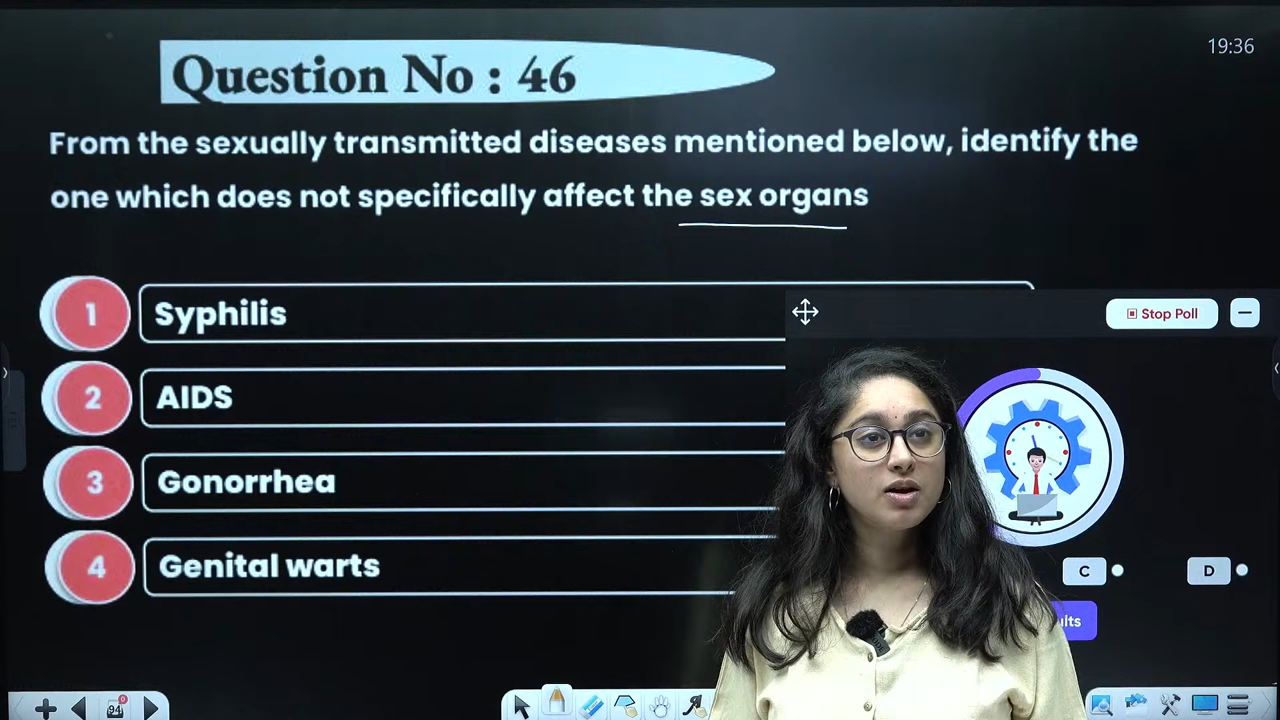 19:36
Question No : 46
From the sexually transmitted diseases mentioned below, identify the
one which does not specifically affect the sex organs
1 Syphilis
Stop Poll
2 AIDS
3 Gonorrhea
C D
4 Genital warts
94